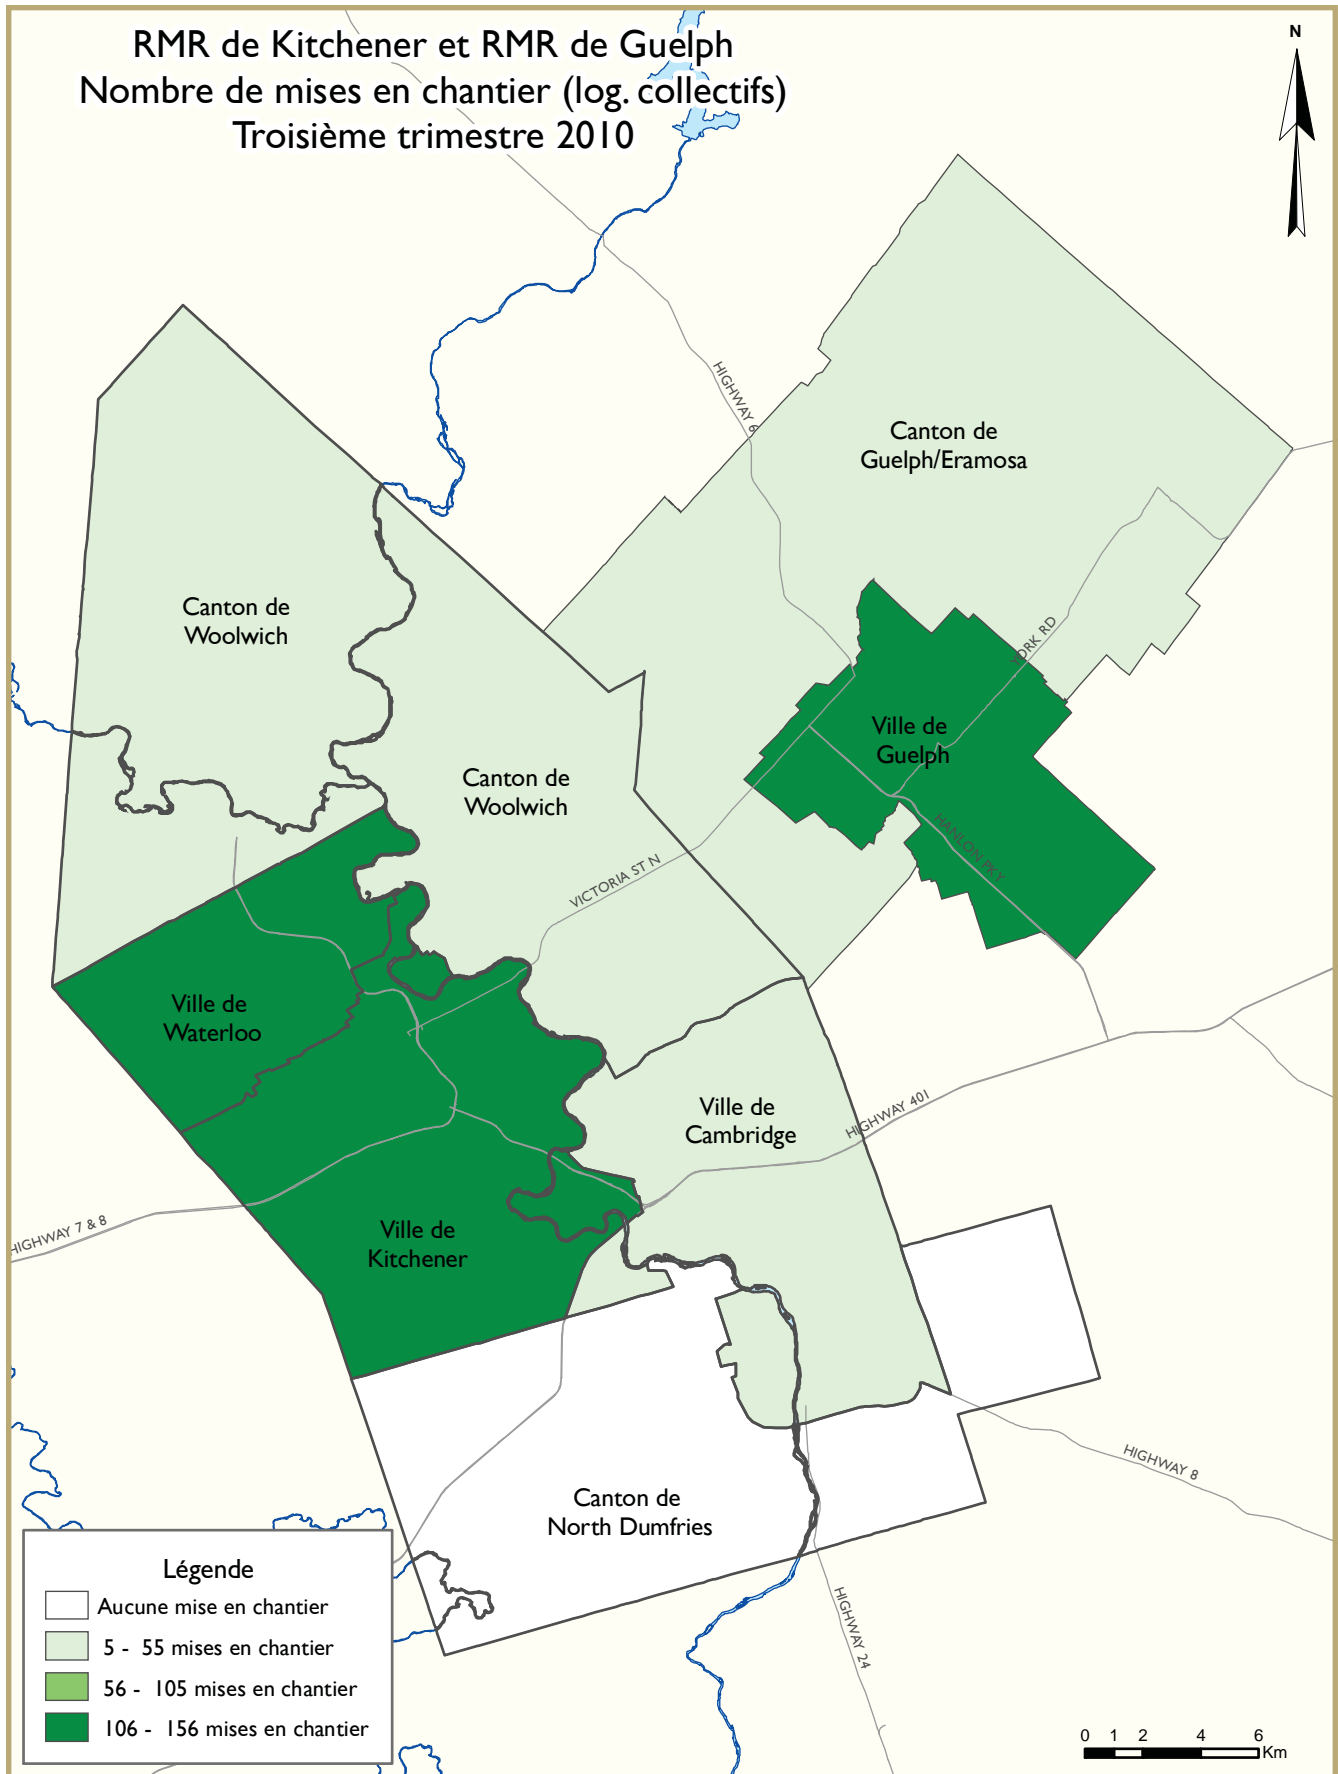 RMR de Kitchener et RMR de Guelph
Nombre de mises en chantier (log. collectifs)
Troisième trimestre 2010
N
HIGHWAY 6
Canton de
Guelph/Eramosa
Canton de
Woolwich
YORK RD
Ville de
Guelph
Canton de
Woolwich
HANLON PKY
VICTORIA ST N
Ville de
Waterloo
Ville de
Cambridge
HIGHWAY 401
HIGHWAY 7 & 8
Ville de
Kitchener
HIGHWAY 8
Canton de
North Dumfries
HIGHWAY 24
Légende
Aucune mise en chantier
5 - 55 mises en chantier
56 - 105 mises en chantier
106 - 156 mises en chantier
0 1 2 4 6
Km